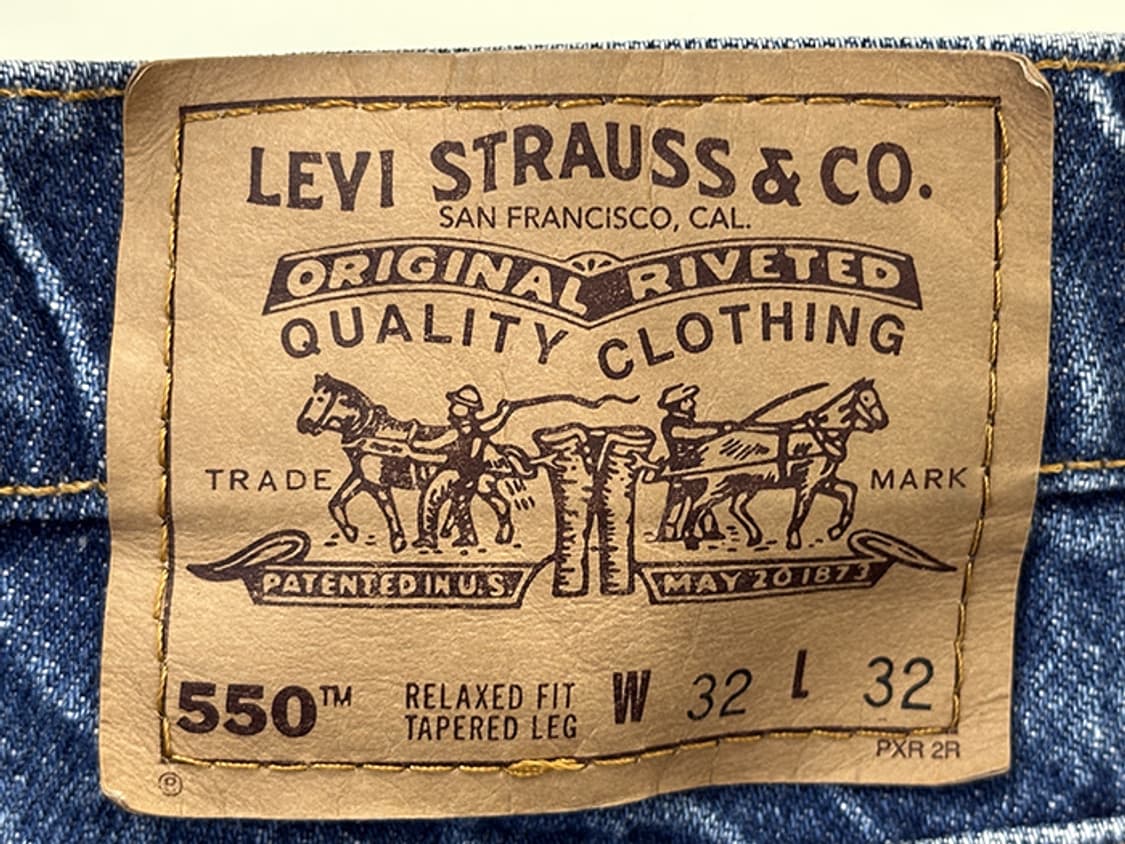 LEVI STRAUSS & CO.
SAN FRANCISCO, CAL.
ORIGINAL RIVETED
QUALITY CLOTHING
TRADE MARK
PATENTED IN U.S. MAY 20 1873
550™ RELAXED FIT W 32 L 32
TAPERED LEG
PXR 2R
®